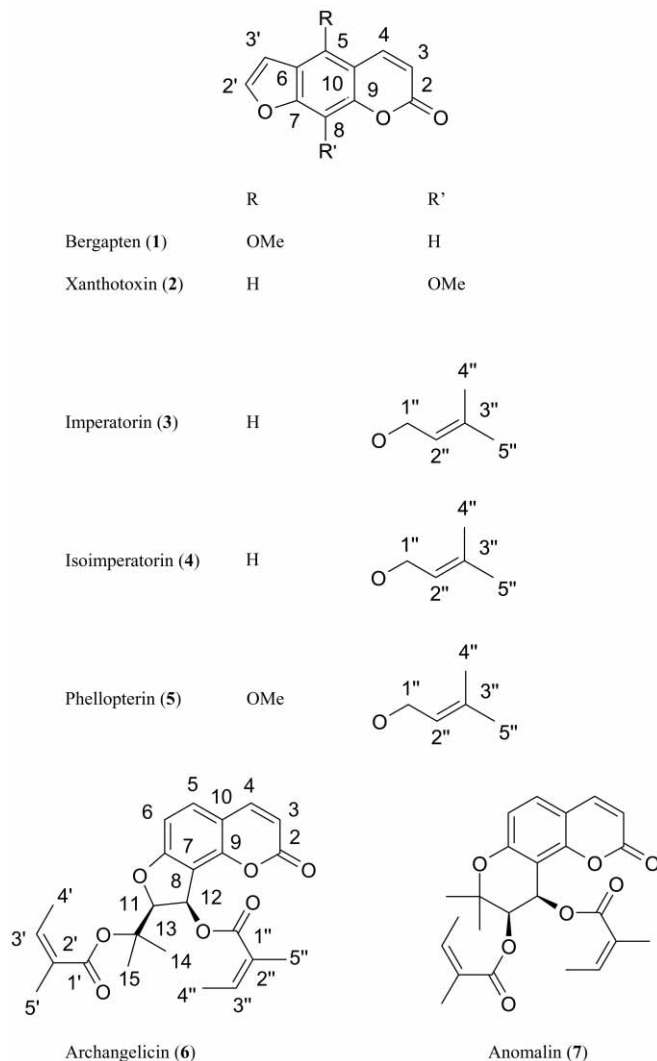 R
3' 5 4
6 3
2' 10 2
O 7 9 O O
8
R'
R R'
Bergapten (1) OMe H
Xanthotoxin (2) H OMe
4"
1" 3"
Imperatorin (3) H
O 2" 5"
4"
1" 3"
Isoimperatorin (4) H
O 2" 5"
4"
1" 3"
Phellopterin (5) OMe
O 2" 5"
5 4
6 10 3
7 9 2
O 8 O O
4' 11 12
3' 2' O 13 O O
1' 15 14 1" 5"
5' O 4" 2"
3"
O O O
O O
O
O
Archangelicin (6) Anomalin (7)